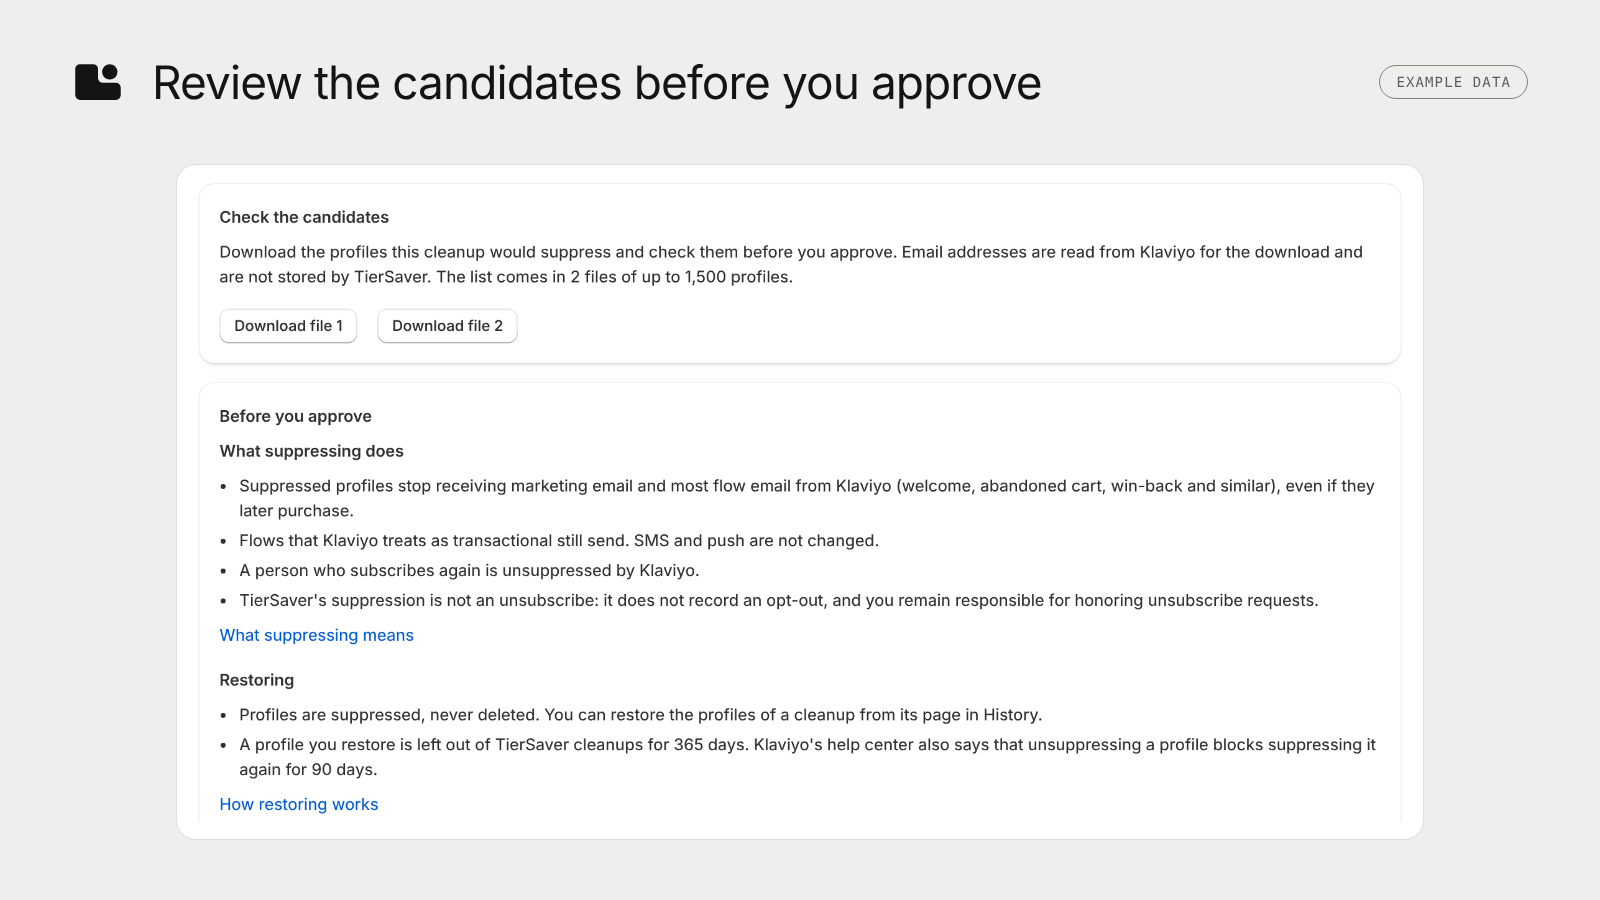 Review the candidates before you approve
EXAMPLE DATA
Check the candidates
Download the profiles this cleanup would suppress and check them before you approve. Email addresses are read from Klaviyo for the download and
are not stored by TierSaver. The list comes in 2 files of up to 1,500 profiles.
Download file 1
Download file 2
Before you approve
What suppressing does
• Suppressed profiles stop receiving marketing email and most flow email from Klaviyo (welcome, abandoned cart, win-back and similar), even if they
later purchase.
• Flows that Klaviyo treats as transactional still send. SMS and push are not changed.
• A person who subscribes again is unsuppressed by Klaviyo.
• TierSaver's suppression is not an unsubscribe: it does not record an opt-out, and you remain responsible for honoring unsubscribe requests.
What suppressing means
Restoring
• Profiles are suppressed, never deleted. You can restore the profiles of a cleanup from its page in History.
• A profile you restore is left out of TierSaver cleanups for 365 days. Klaviyo's help center also says that unsuppressing a profile blocks suppressing it
again for 90 days.
How restoring works